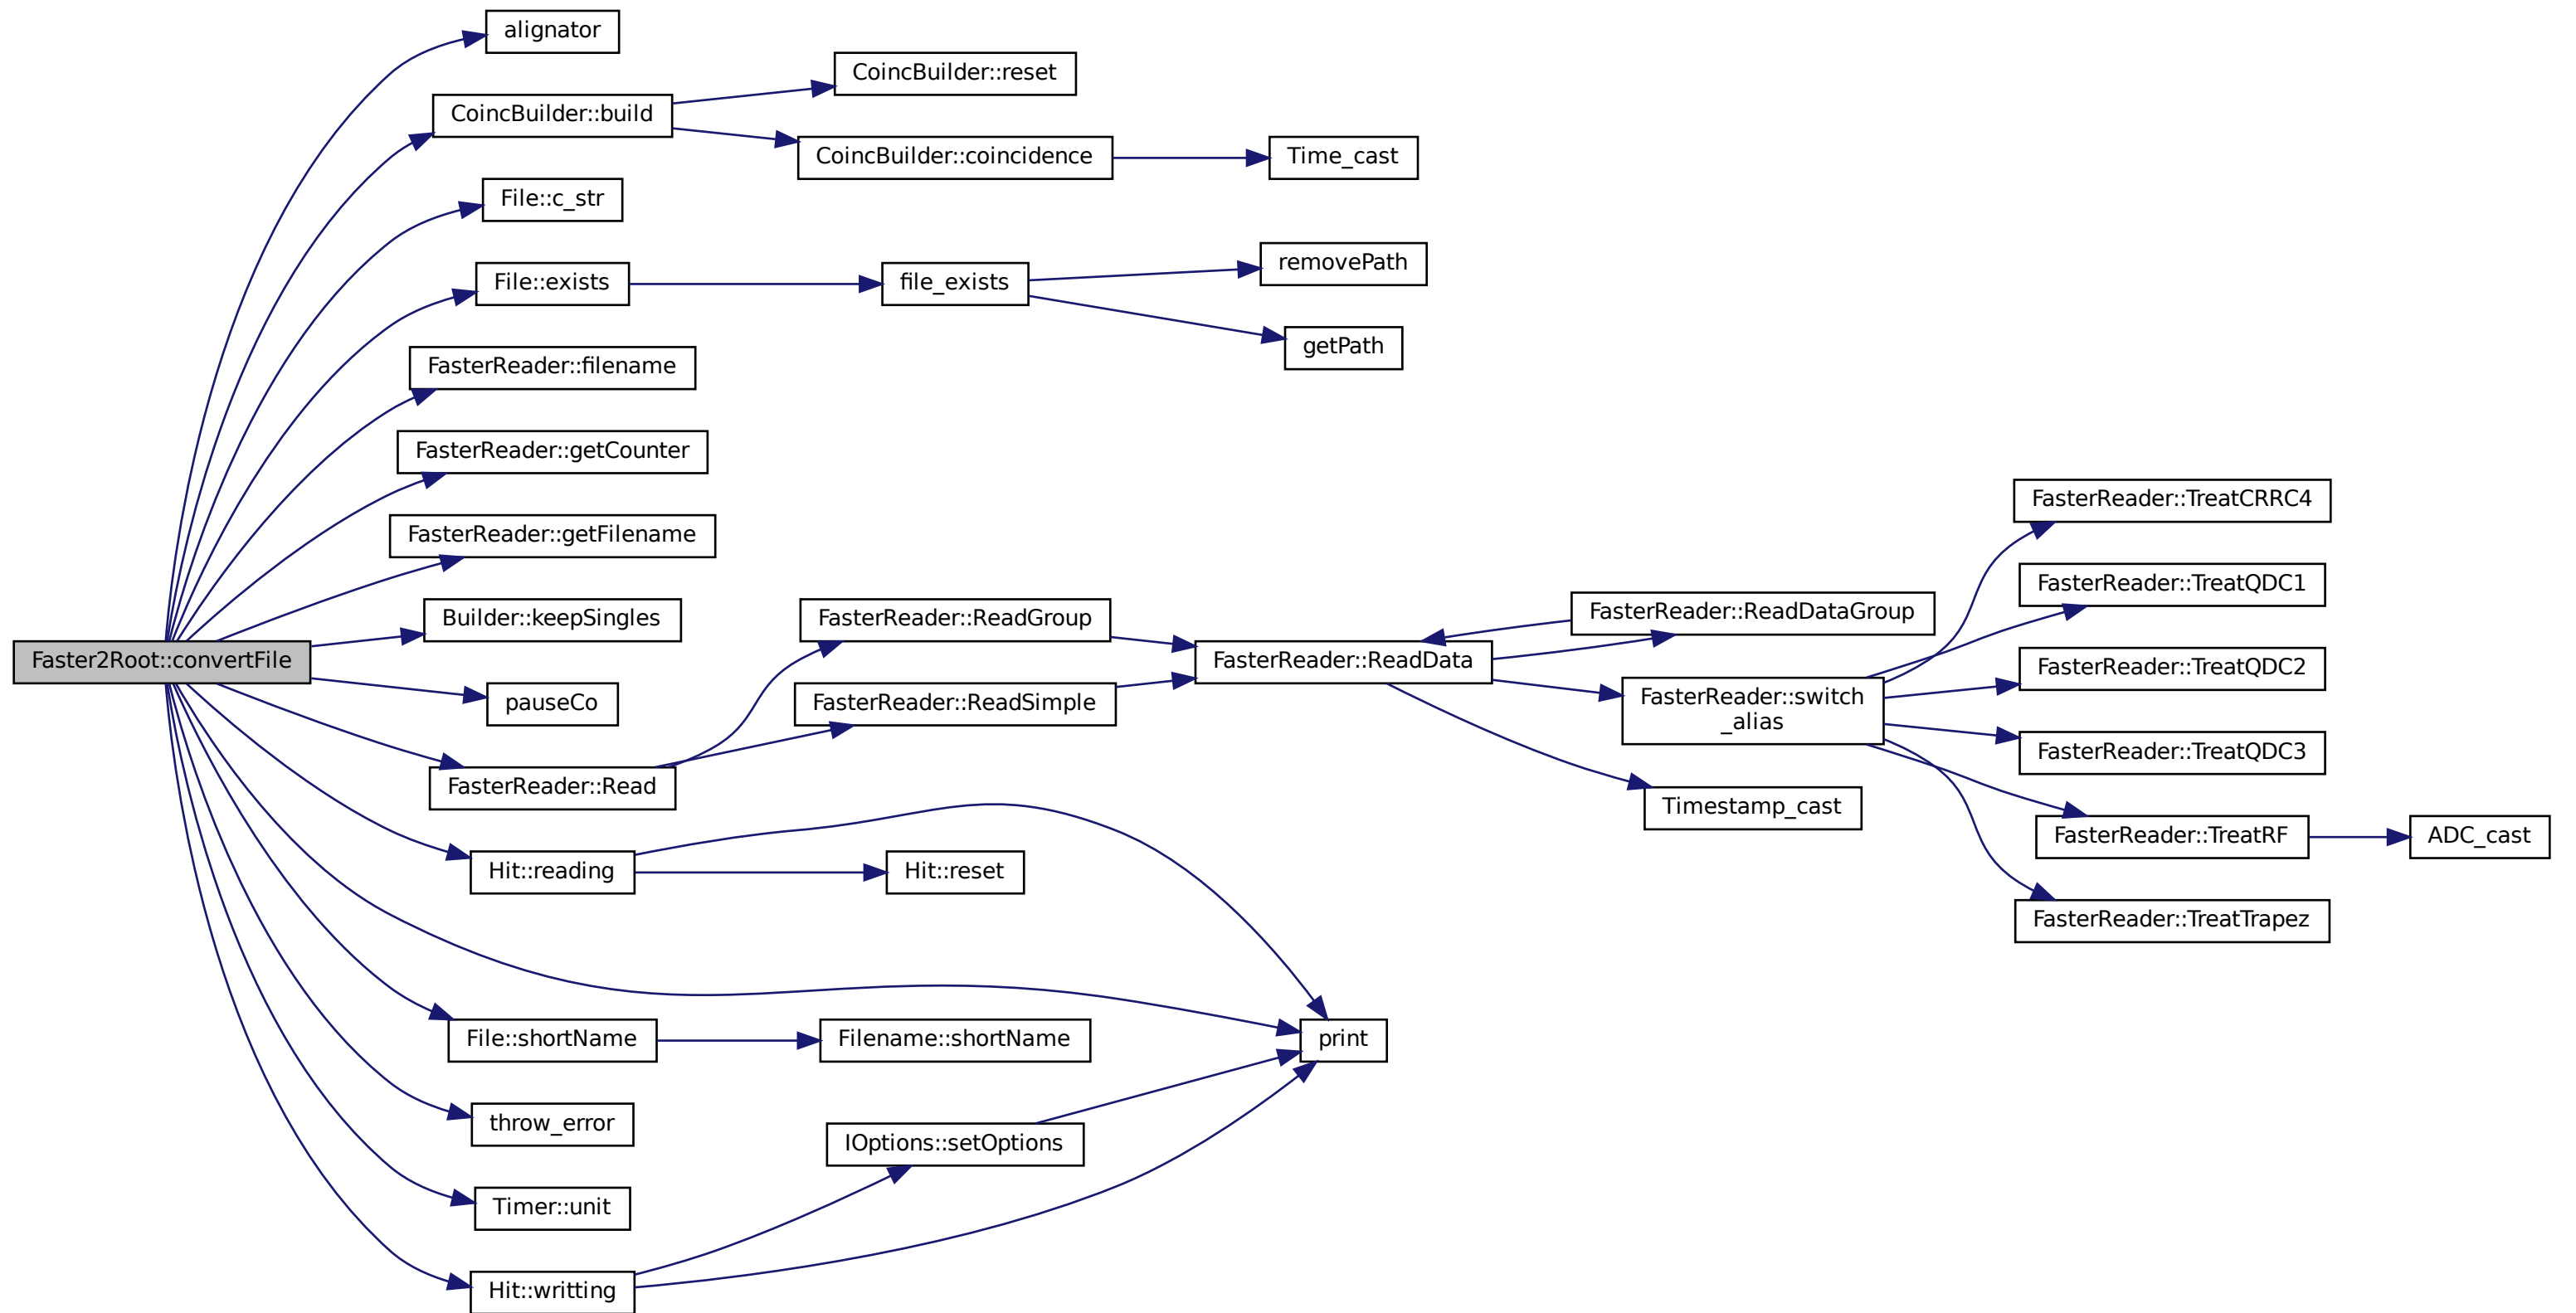 alignator
CoincBuilder::reset
CoincBuilder::build
CoincBuilder::coincidence
Time_cast
File::c_str
removePath
File::exists
file_exists
getPath
FasterReader::filename
FasterReader::getCounter
FasterReader::TreatCRRC4
FasterReader::getFilename
FasterReader::TreatQDC1
Builder::keepSingles
FasterReader::ReadGroup
FasterReader::ReadDataGroup
Faster2Root::convertFile
FasterReader::ReadData
FasterReader::TreatQDC2
pauseCo
FasterReader::ReadSimple
FasterReader::switch
_alias
FasterReader::TreatQDC3
FasterReader::Read
Timestamp_cast
FasterReader::TreatRF
ADC_cast
Hit::reading
Hit::reset
FasterReader::TreatTrapez
File::shortName
Filename::shortName
print
throw_error
IOptions::setOptions
Timer::unit
Hit::writting